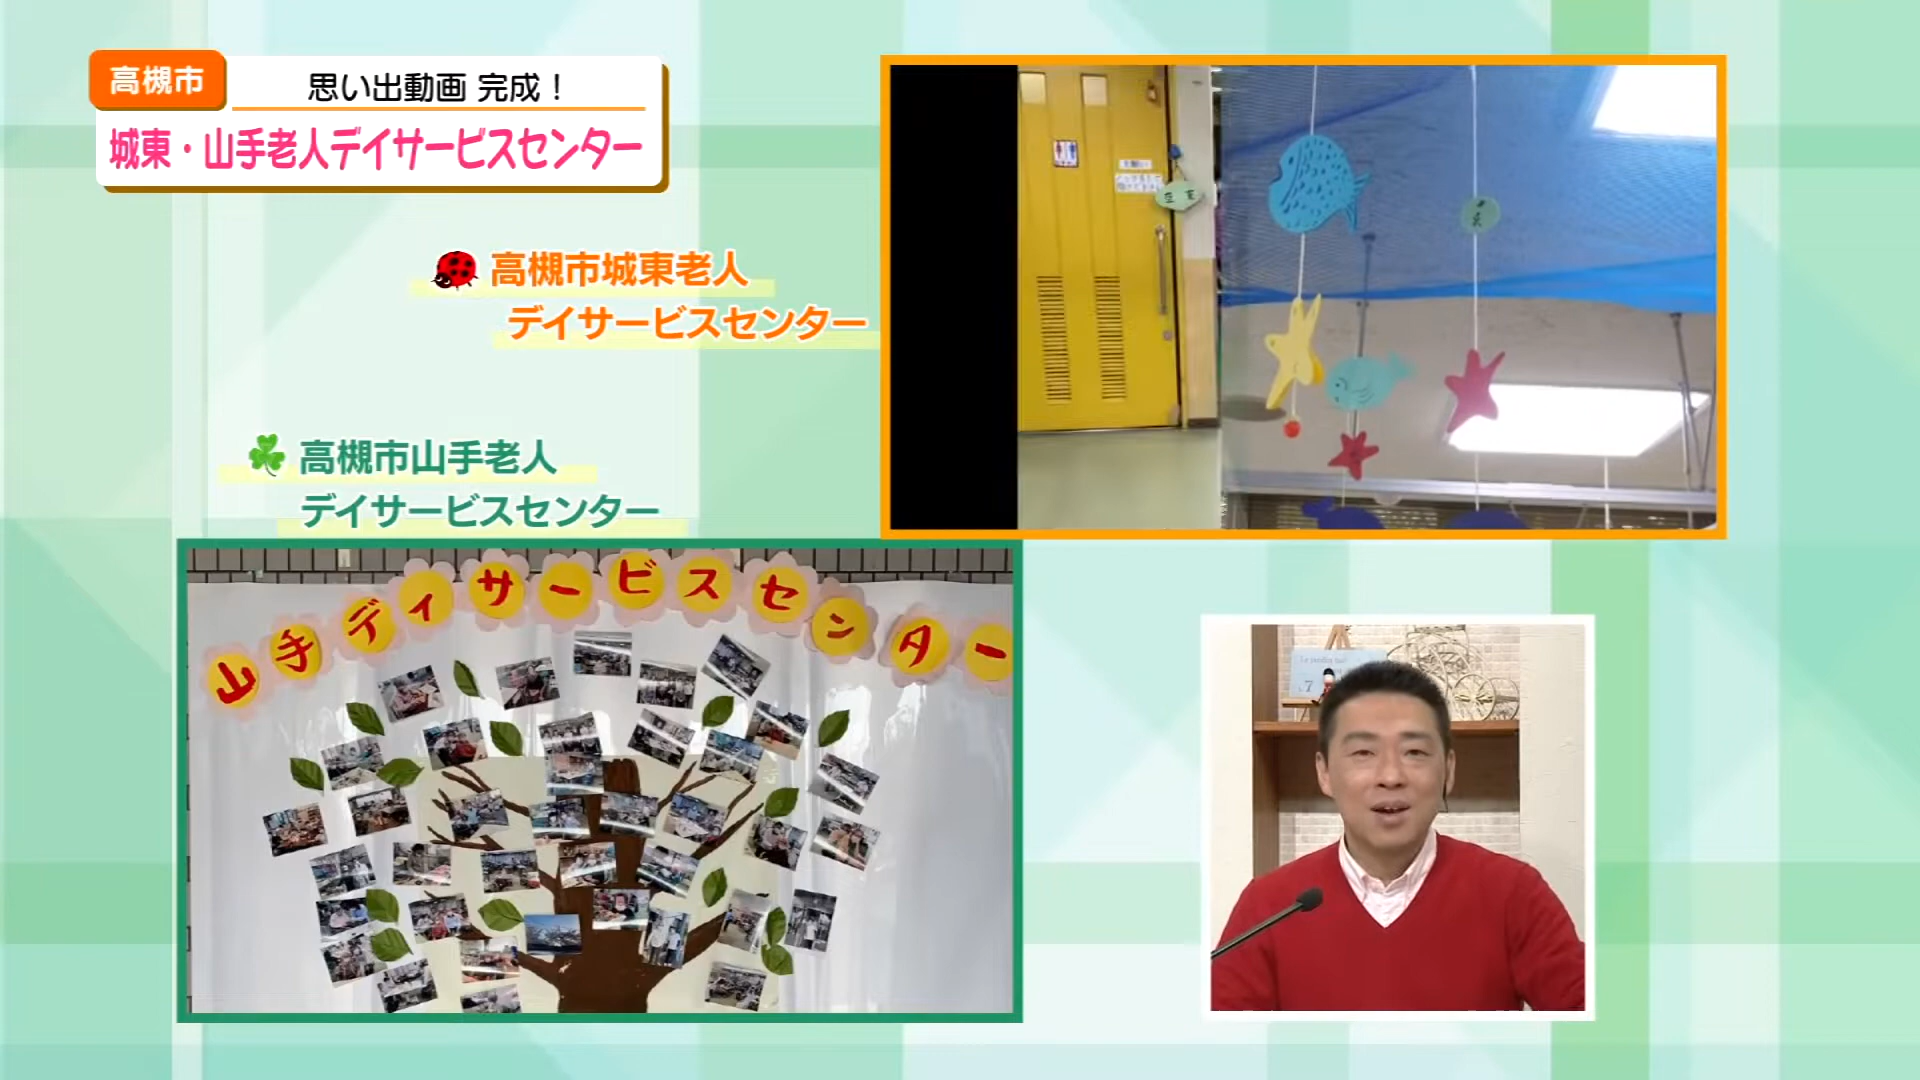 高槻市
思い出動画 完成！
城東・山手老人デイサービスセンター
高槻市城東老人
デイサービスセンター
高槻市山手老人
デイサービスセンター
山手デイサービスセンター
7